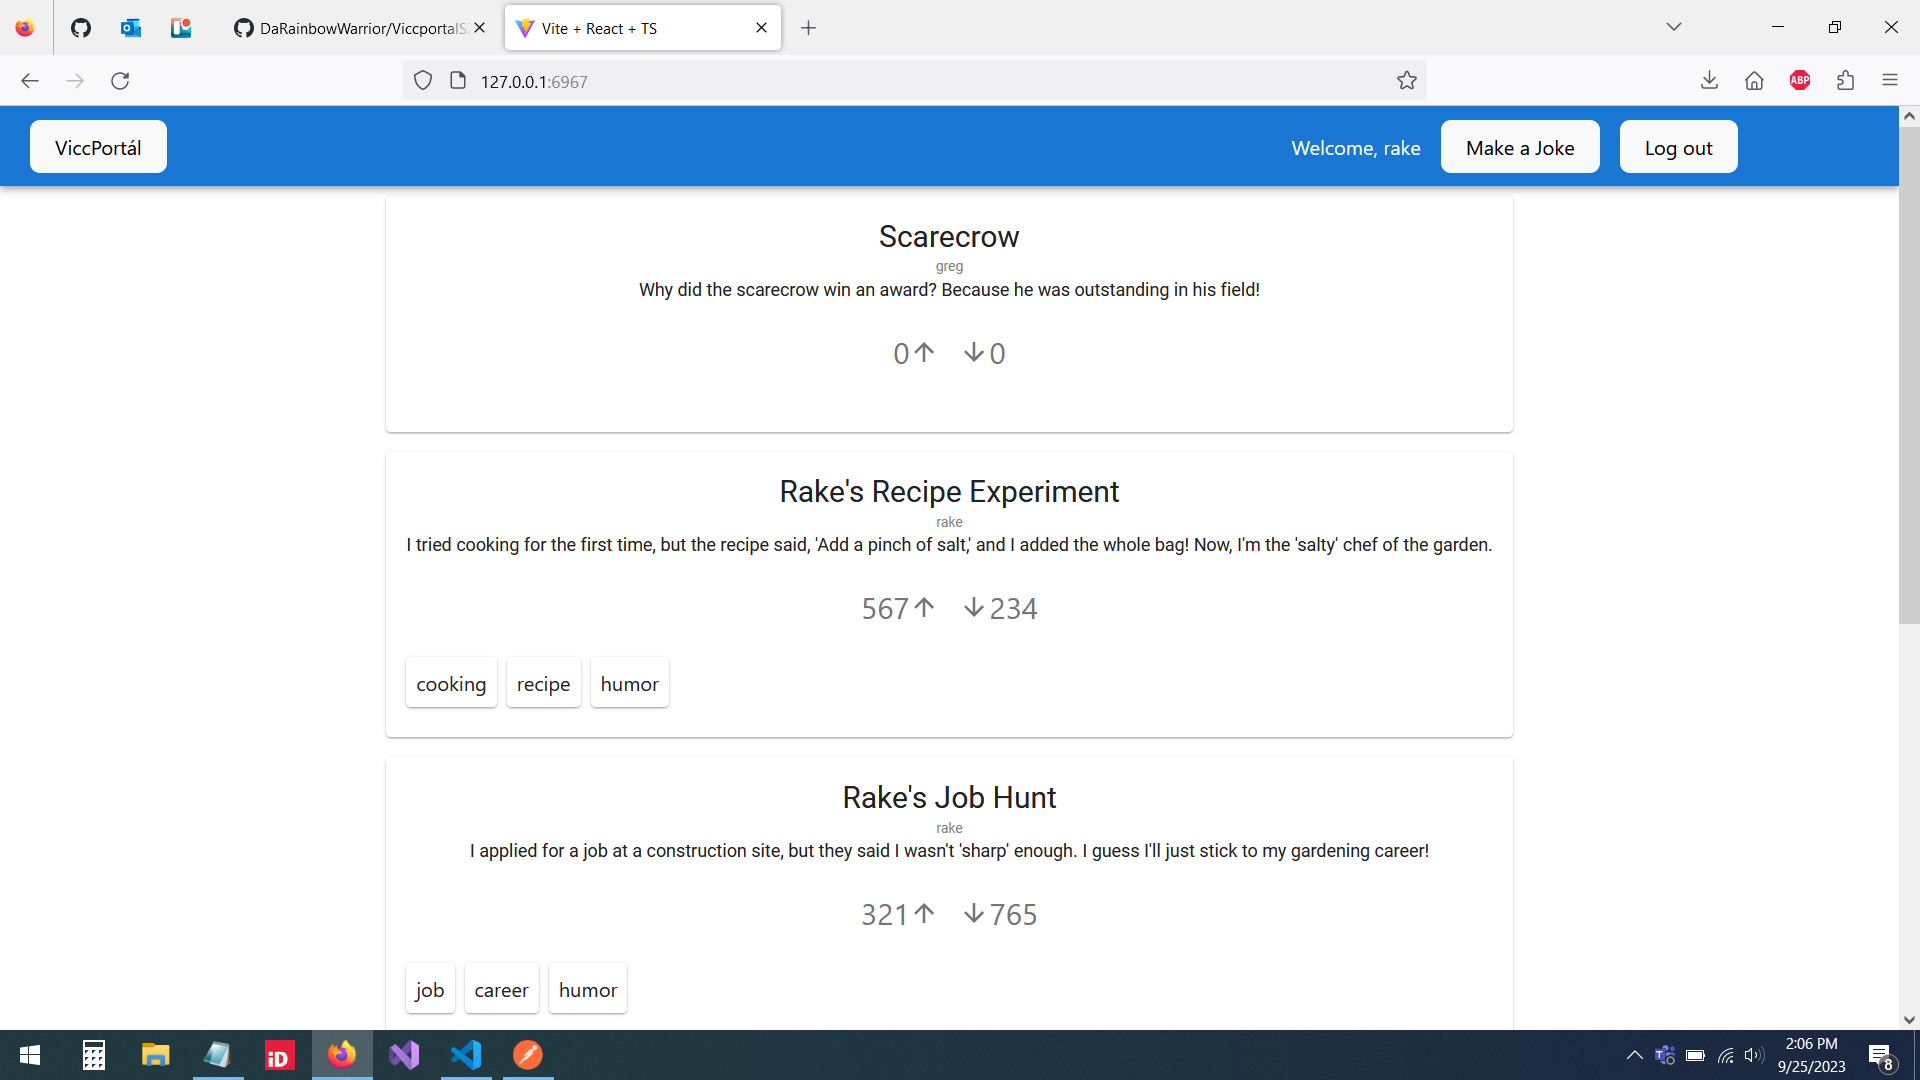 DaRainbowWarrior/ViccportalS
Vite + React + TS
127.0.0.1:6967
ABP
ViccPortál
Welcome, rake
Make a Joke
Log out
Scarecrow
greg
Why did the scarecrow win an award? Because he was outstanding in his field!
0 0
Rake's Recipe Experiment
rake
I tried cooking for the first time, but the recipe said, 'Add a pinch of salt,' and I added the whole bag! Now, I'm the 'salty' chef of the garden.
567 234
cooking recipe humor
Rake's Job Hunt
rake
I applied for a job at a construction site, but they said I wasn't 'sharp' enough. I guess I'll just stick to my gardening career!
321 765
job career humor
iD
2:06 PM
9/25/2023
8